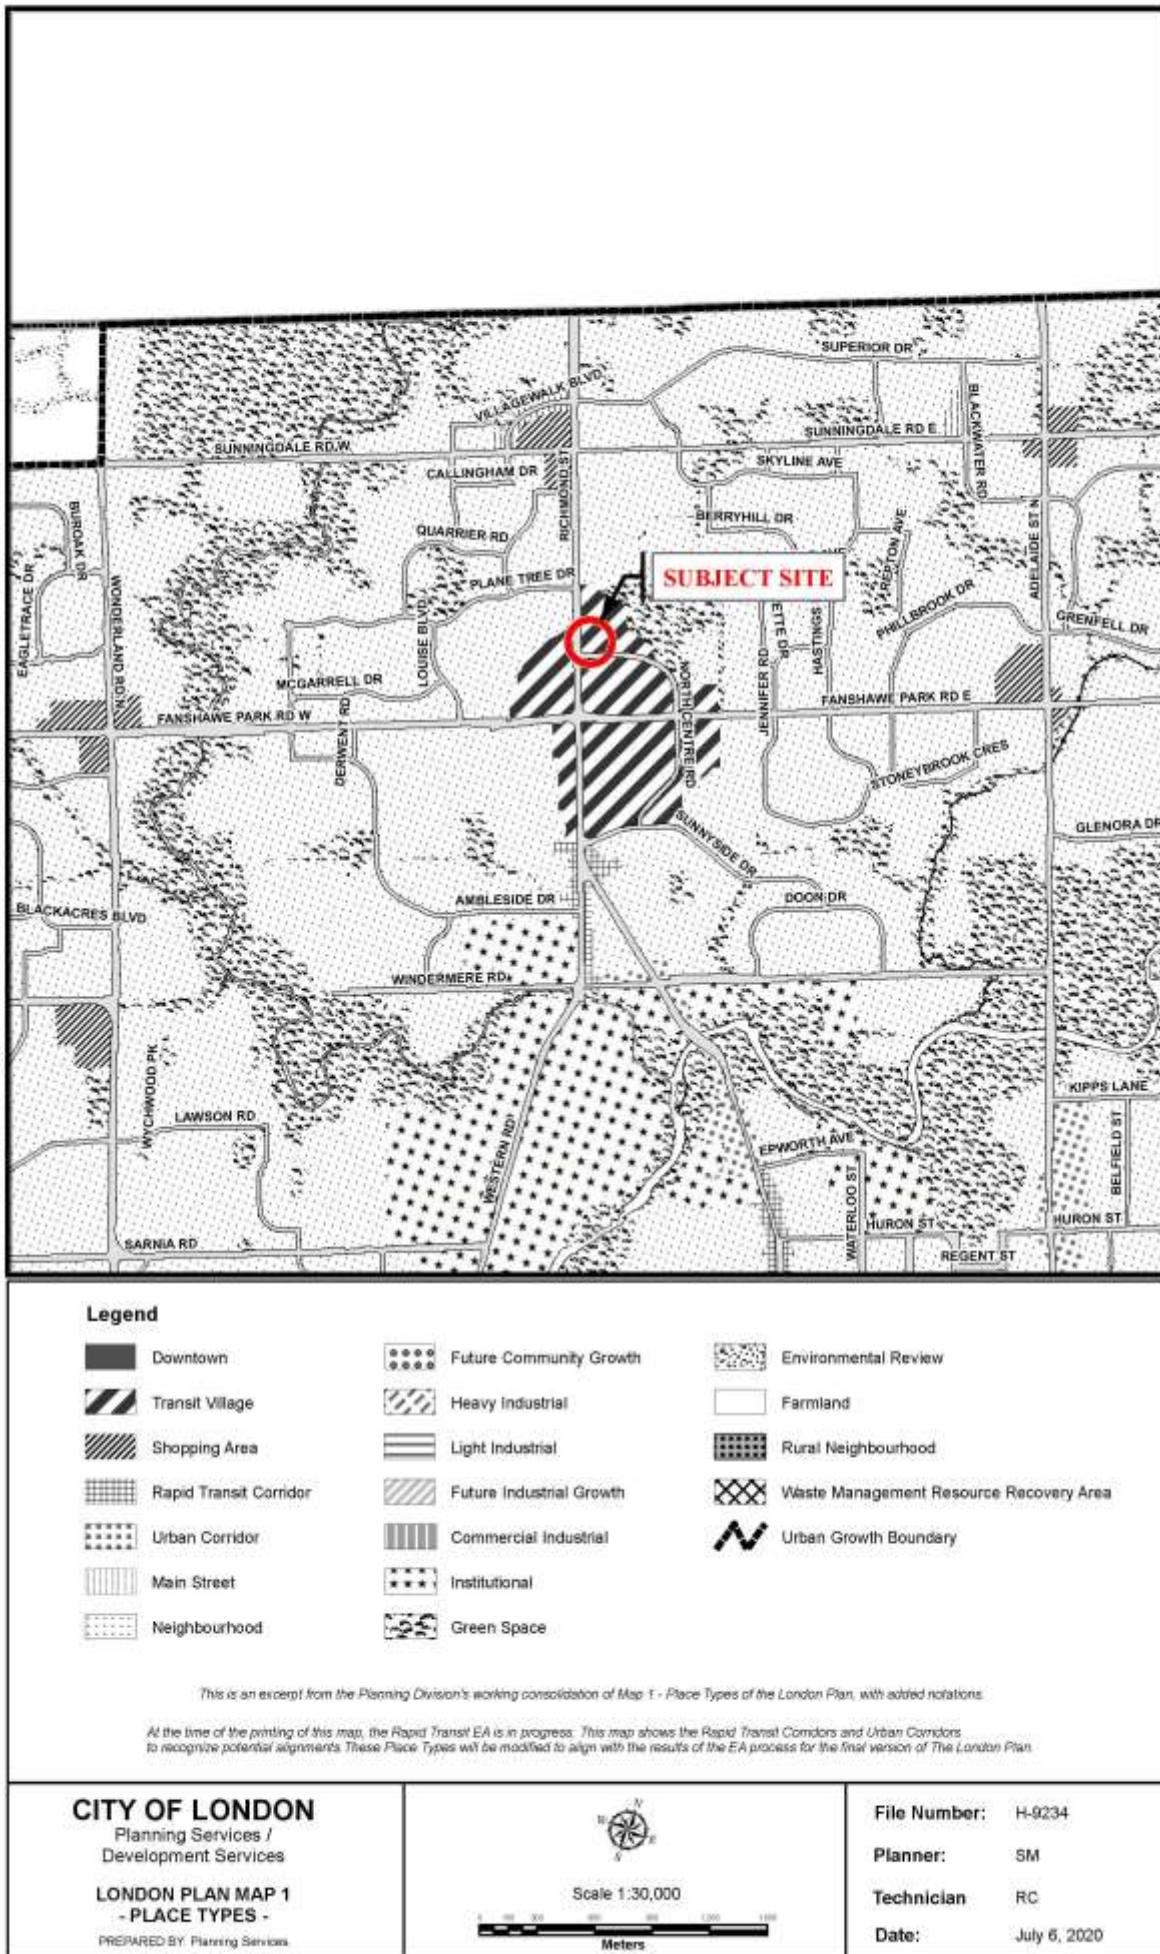 SUPERIOR DR
VILLAGEWALK BLVD
BLACKWATER RD
SUNNINGDALE RD W
SUNNINGDALE RD E
RICHMOND ST
CALLINGHAM DR
SKYLINE AVE
BUROAK DR
QUARRIER RD
BERRYHILL DR
REPTON AVE
ADELAIDE ST N
EAGLETRACE DR
WONDERLAND RD N
PLANE TREE DR
SUBJECT SITE
LOUISE BLVD
HASTINGS
PHILLBROOK DR
GRENFELL DR
MCGARRELL DR
JENNIFER RD
NORTH CENTRE RD
FANSHAWE PARK RD W
FANSHAWE PARK RD E
DERWENT RD
STONEYBROOK CRES
SUNNYSIDE DR
GLENORA DR
AMBLESIDE DR
DOON DR
BLACKACRES BLVD
WINDERMERE RD
WYCHWOOD PK
LAWSON RD
KIPPS LANE
WESTERN RD
EPWORTH AVE
BELFIELD ST
WATERLOO ST
HURON ST
HURON ST
SARNIA RD
REGENT ST
Legend
Downtown
Transit Village
Shopping Area
Rapid Transit Corridor
Urban Corridor
Main Street
Neighbourhood
Future Community Growth
Heavy Industrial
Light Industrial
Future Industrial Growth
Commercial Industrial
Institutional
Green Space
Environmental Review
Farmland
Rural Neighbourhood
Waste Management Resource Recovery Area
Urban Growth Boundary
This is an excerpt from the Planning Division's working consolidation of Map 1 - Place Types of the London Plan, with added notations.
At the time of the printing of this map, the Rapid Transit EA is in progress. This map shows the Rapid Transit Corridors and Urban Corridors
to recognize potential alignments. These Place Types will be modified to align with the results of the EA process for the final version of The London Plan.
CITY OF LONDON
Planning Services /
Development Services
LONDON PLAN MAP 1
- PLACE TYPES -
PREPARED BY: Planning Services
N
W
E
S
Scale 1:30,000
Meters
File Number: H-9234
Planner: SM
Technician RC
Date: July 6, 2020